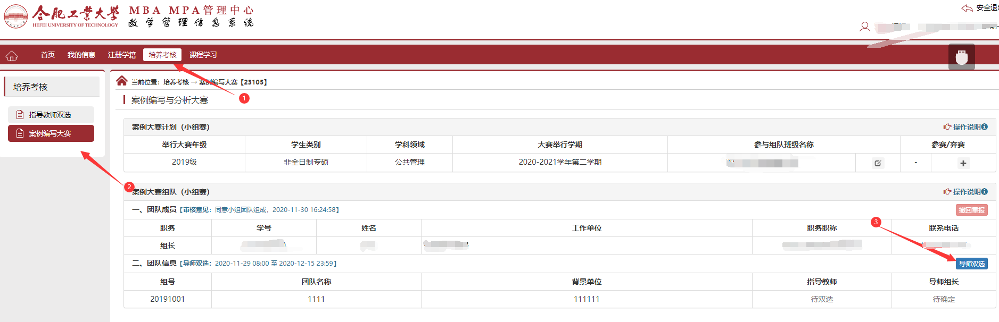 合肥工業大學
HEFEI UNIVERSITY OF TECHNOLOGY
MBA MPA管理中心
教学管理信息系统
安全退
首页 我的信息 注册学籍 培养考核 课程学习
培养考核
指导教师双选
案例编写大赛
当前位置：培养考核 → 案例编写大赛【23105】
1
案例编写与分析大赛
案例大赛计划（小组赛） 操作说明
举行大赛年级 学生类别 学科领域 大赛举行学期 参与组队班级名称 参赛/弃赛
2019级 非全日制专硕 公共管理 2020-2021学年第二学期 -
2
案例大赛组队（小组赛） 操作说明
一、团队成员【审核意见：同意小组团队组成，2020-11-30 16:24:58】 撤回重报
3
职务 学号 姓名 工作单位 职务职称 联系电话
组长
二、团队信息【导师双选：2020-11-29 08:00 至 2020-12-15 23:59】 导师双选
组号 团队名称 背景单位 指导教师 导师组长
20191001 1111 111111 待双选 待确定